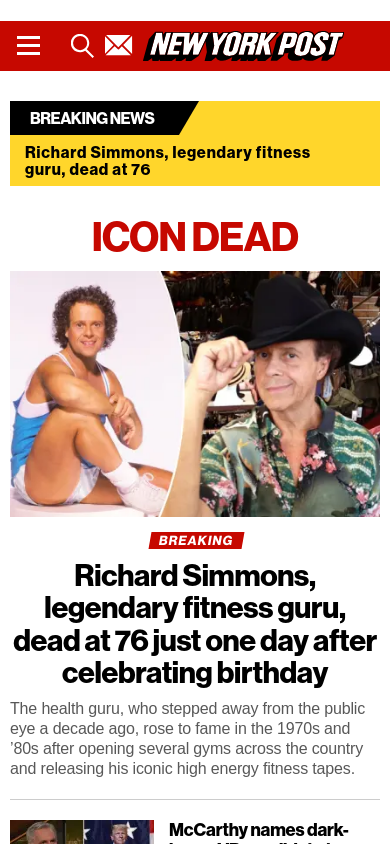 NEW YORK POST
BREAKING NEWS
Richard Simmons, legendary fitness
guru, dead at 76
ICON DEAD
BREAKING
Richard Simmons,
legendary fitness guru,
dead at 76 just one day after
celebrating birthday
The health guru, who stepped away from the public
eye a decade ago, rose to fame in the 1970s and
’80s after opening several gyms across the country
and releasing his iconic high energy fitness tapes.
McCarthy names dark-